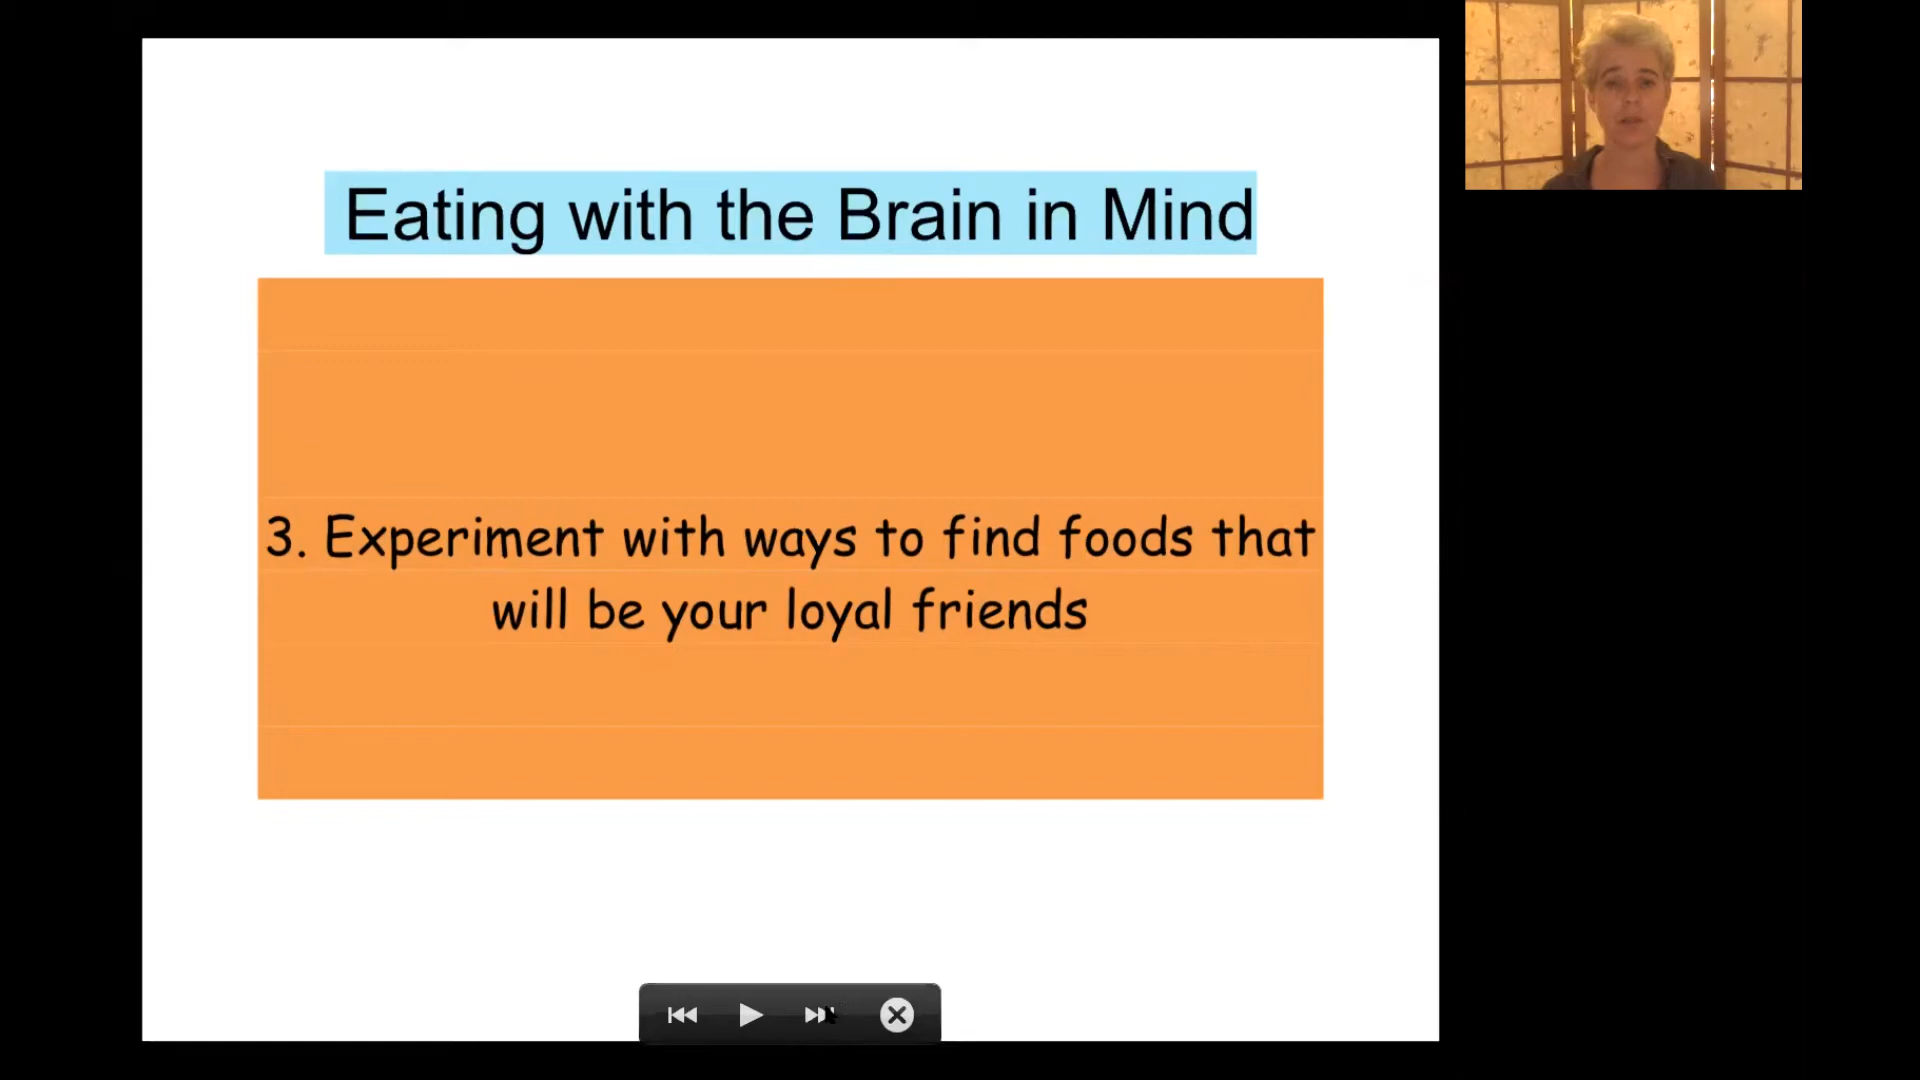 Eating with the Brain in Mind
3. Experiment with ways to find foods that
will be your loyal friends